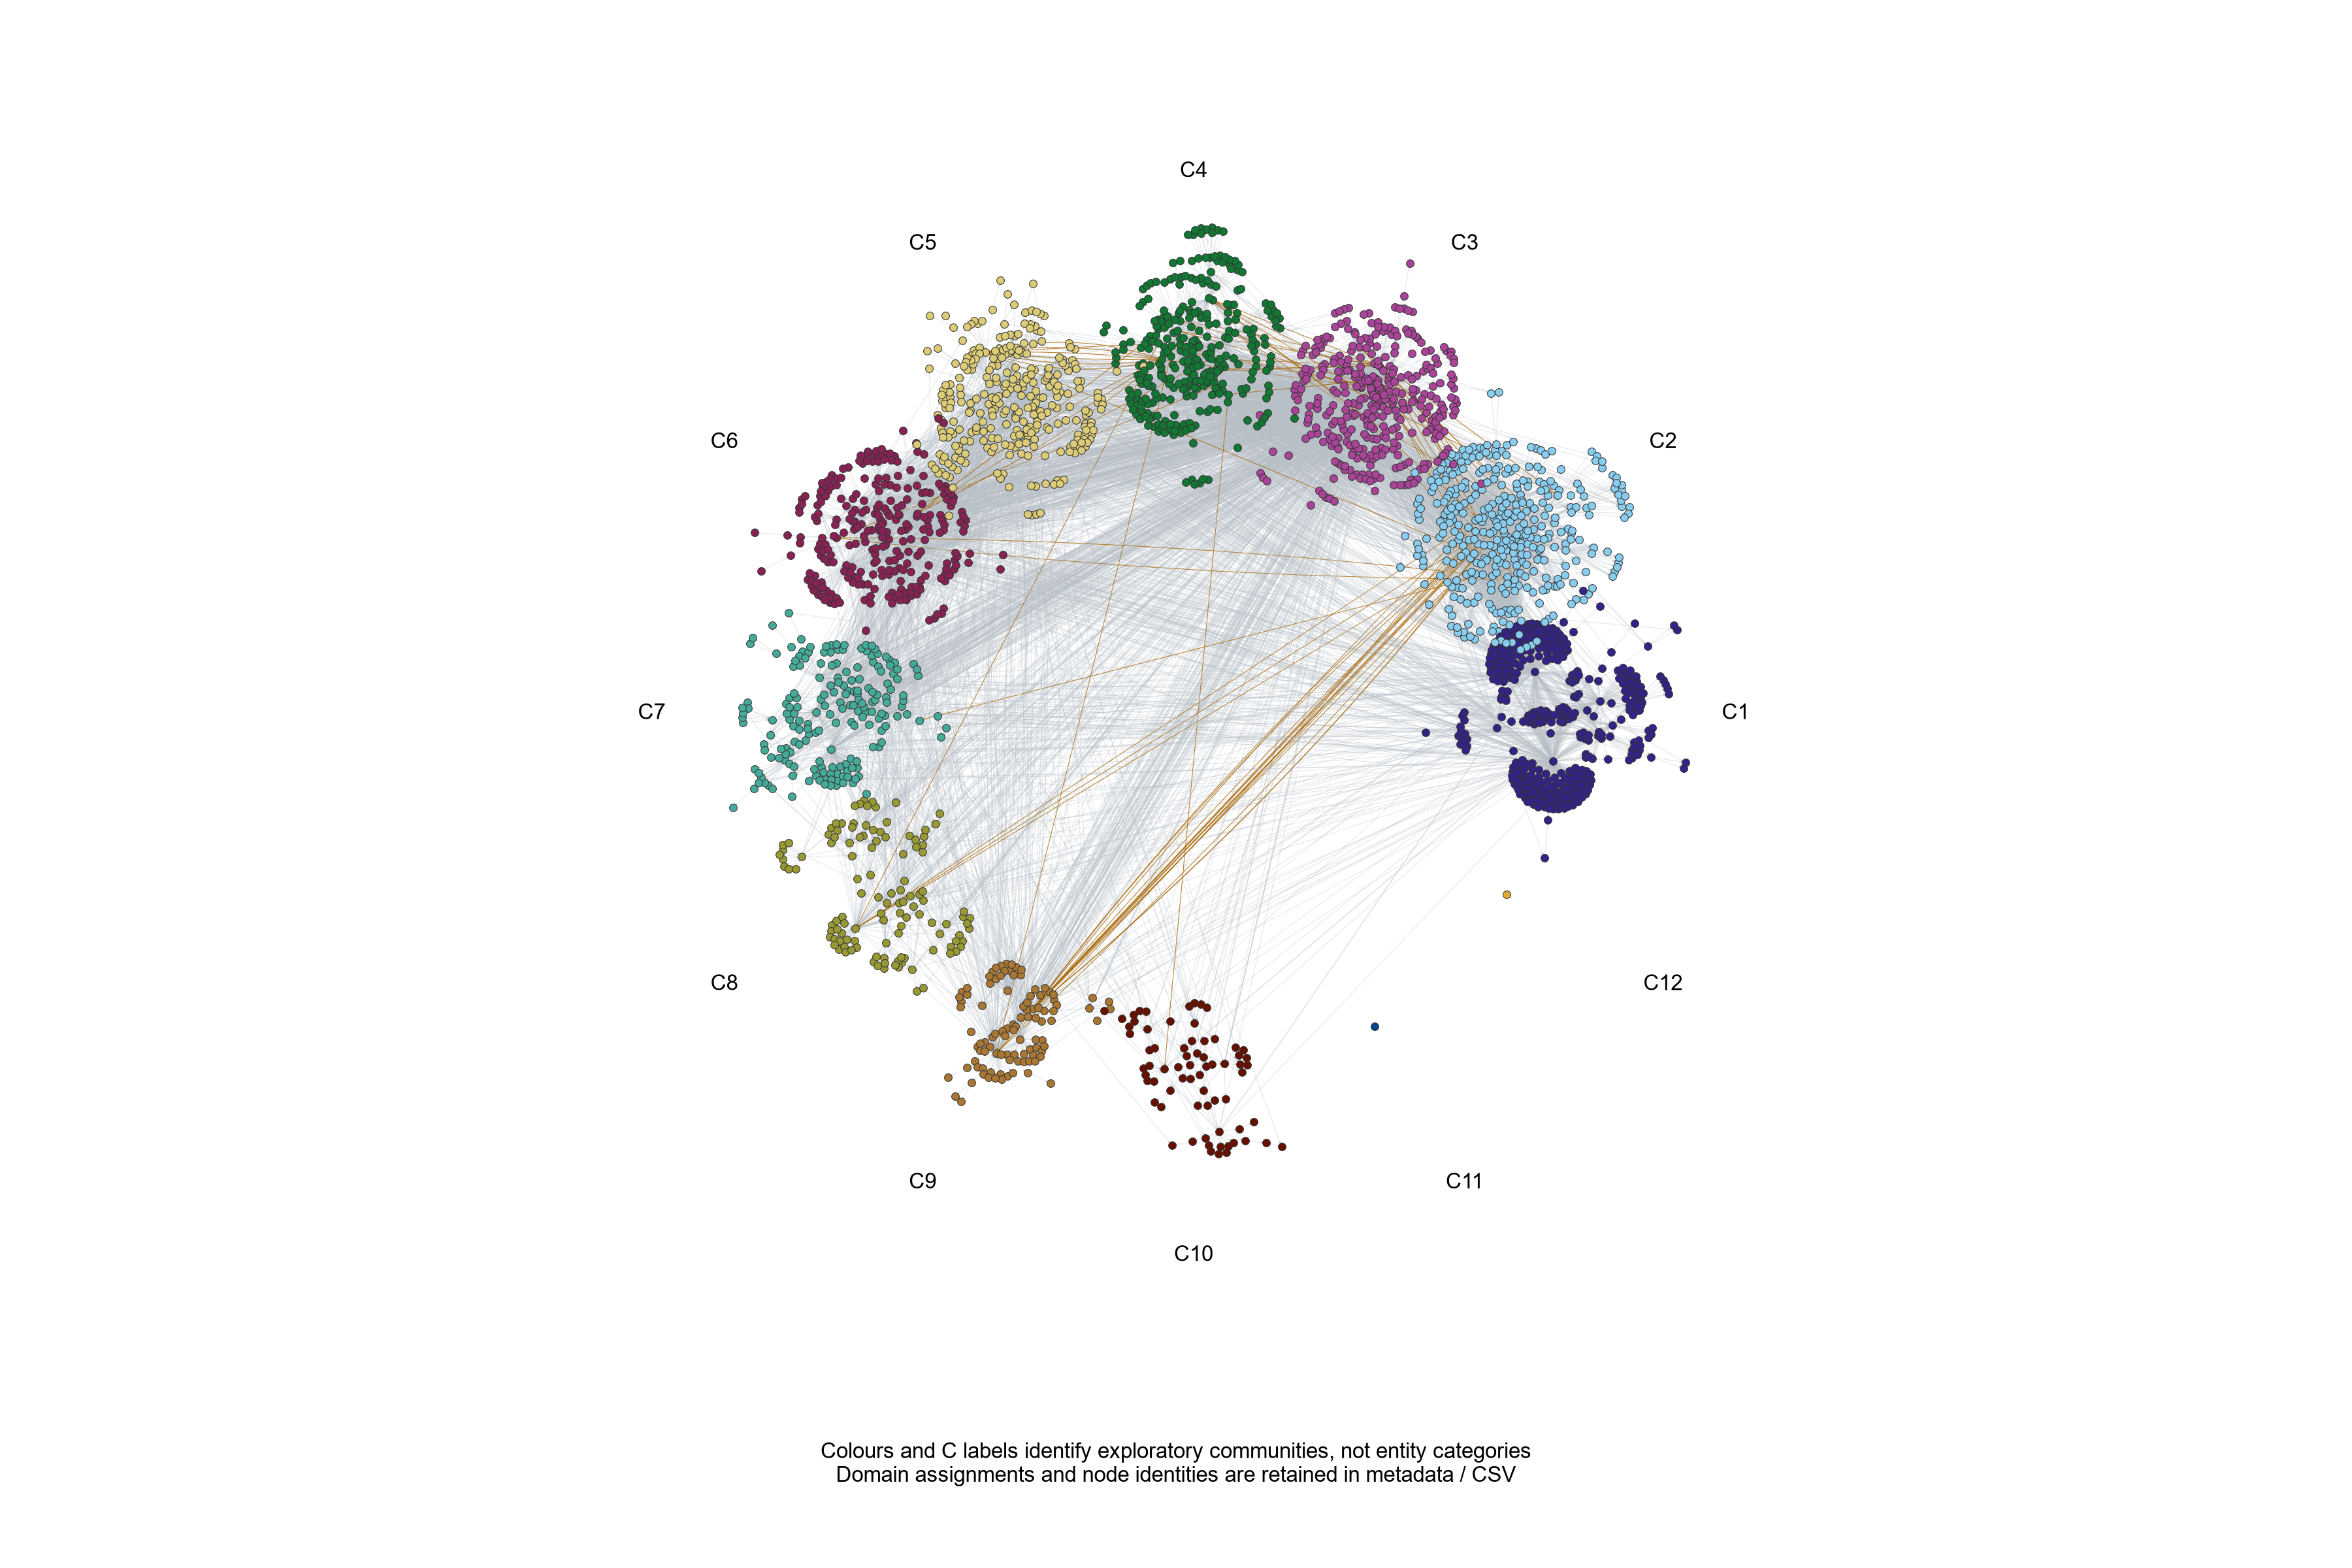 C4
C5
C3
C6
C2
C7
C1
C8
C12
C9
C11
C10
Colours and C labels identify exploratory communities, not entity categories
Domain assignments and node identities are retained in metadata / CSV